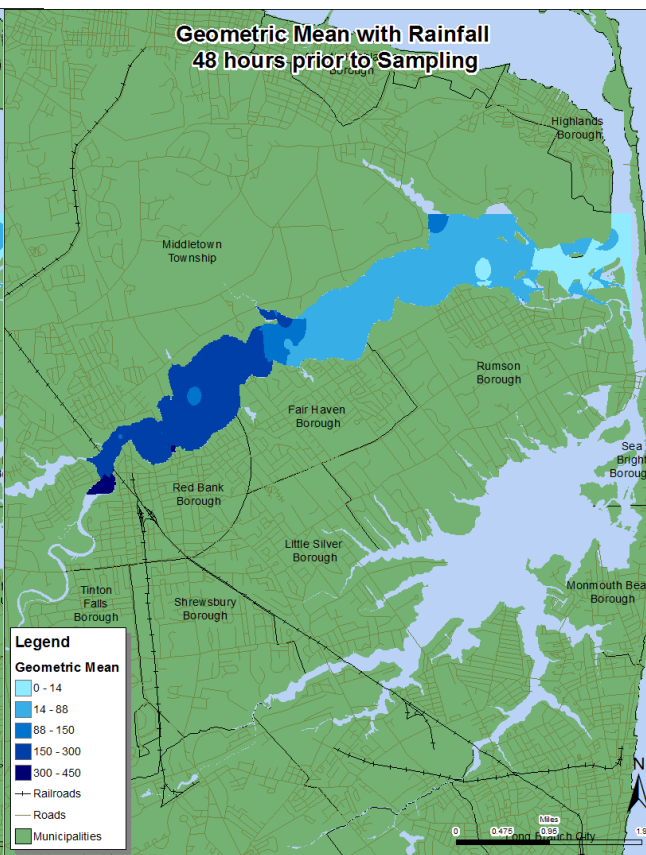 Geometric Mean with Rainfall
48 hours prior to Sampling
Borough
Highlands
Borough
Middletown
Township
Rumson
Borough
Fair Haven
Borough
Sea
Bright
Boroug
Red Bank
Borough
Little Silver
Borough
Tinton
Falls
Borough
Shrewsbury
Borough
Monmouth Bea
Borough
Legend
Geometric Mean
0 - 14
14 - 88
88 - 150
150 - 300
300 - 450
Railroads
Roads
Municipalities
N
Miles
0 0.475 0.95 1.9
Long Branch City